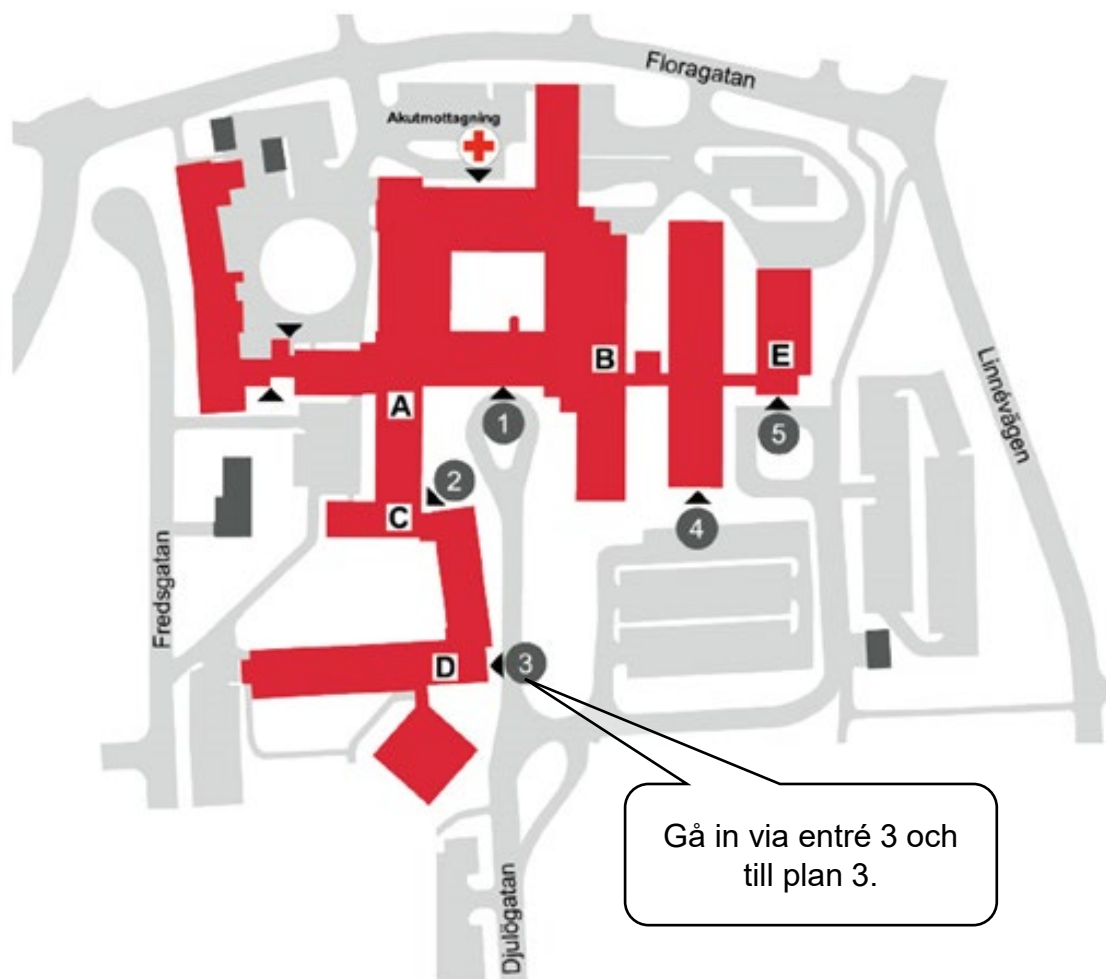 Floragatan
Akutmottagning
B
E
A
1
5
2
C
4
Linnévägen
Fredsgatan
D
3
Gå in via entré 3 och
till plan 3.
Djulögatan